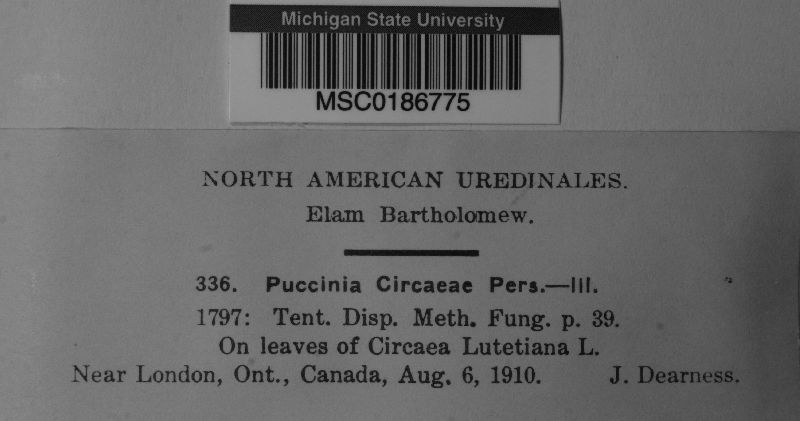 Michigan State University
MSC0186775
NORTH AMERICAN UREDINALES.
Elam Bartholomew.
336. Puccinia Circaeae Pers.—III.
1797: Tent. Disp. Meth. Fung. p. 39.
On leaves of Circaea Lutetiana L.
Near London, Ont., Canada, Aug. 6, 1910. J. Dearness.